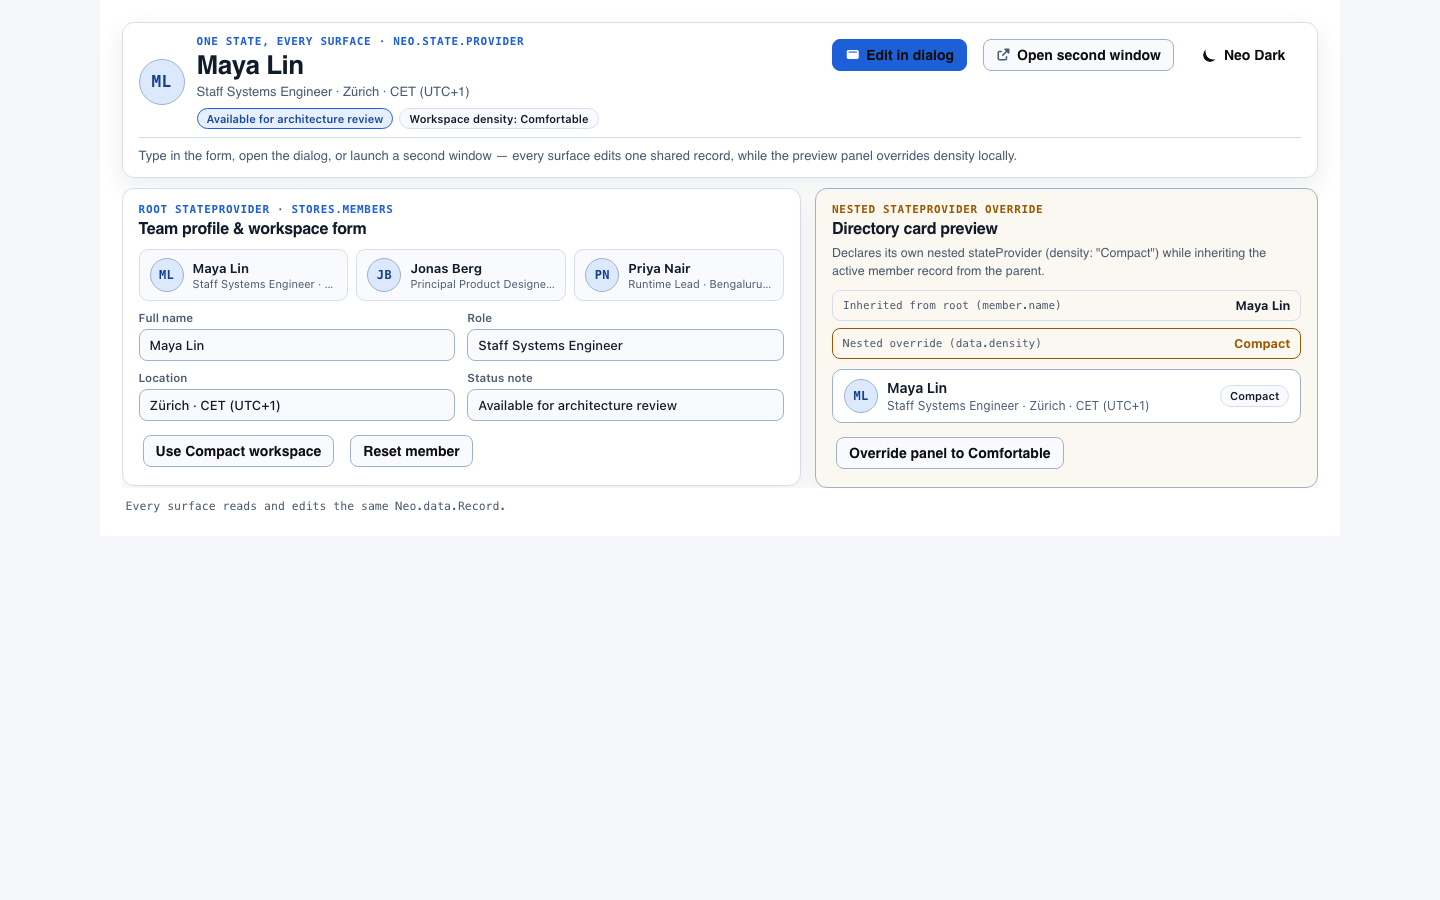 ONE STATE, EVERY SURFACE · NEO.STATE.PROVIDER
ML
Maya Lin
Staff Systems Engineer · Zürich · CET (UTC+1)
Available for architecture review
Workspace density: Comfortable
Edit in dialog
Open second window
Neo Dark
Type in the form, open the dialog, or launch a second window — every surface edits one shared record, while the preview panel overrides density locally.
ROOT STATEPROVIDER · STORES.MEMBERS
Team profile & workspace form
ML
Maya Lin
Staff Systems Engineer · ...
JB
Jonas Berg
Principal Product Designe...
PN
Priya Nair
Runtime Lead · Bengaluru...
Full name
Maya Lin
Role
Staff Systems Engineer
Location
Zürich · CET (UTC+1)
Status note
Available for architecture review
Use Compact workspace
Reset member
NESTED STATEPROVIDER OVERRIDE
Directory card preview
Declares its own nested stateProvider (density: "Compact") while inheriting the
active member record from the parent.
Inherited from root (member.name)
Maya Lin
Nested override (data.density)
Compact
ML
Maya Lin
Staff Systems Engineer · Zürich · CET (UTC+1)
Compact
Override panel to Comfortable
Every surface reads and edits the same Neo.data.Record.